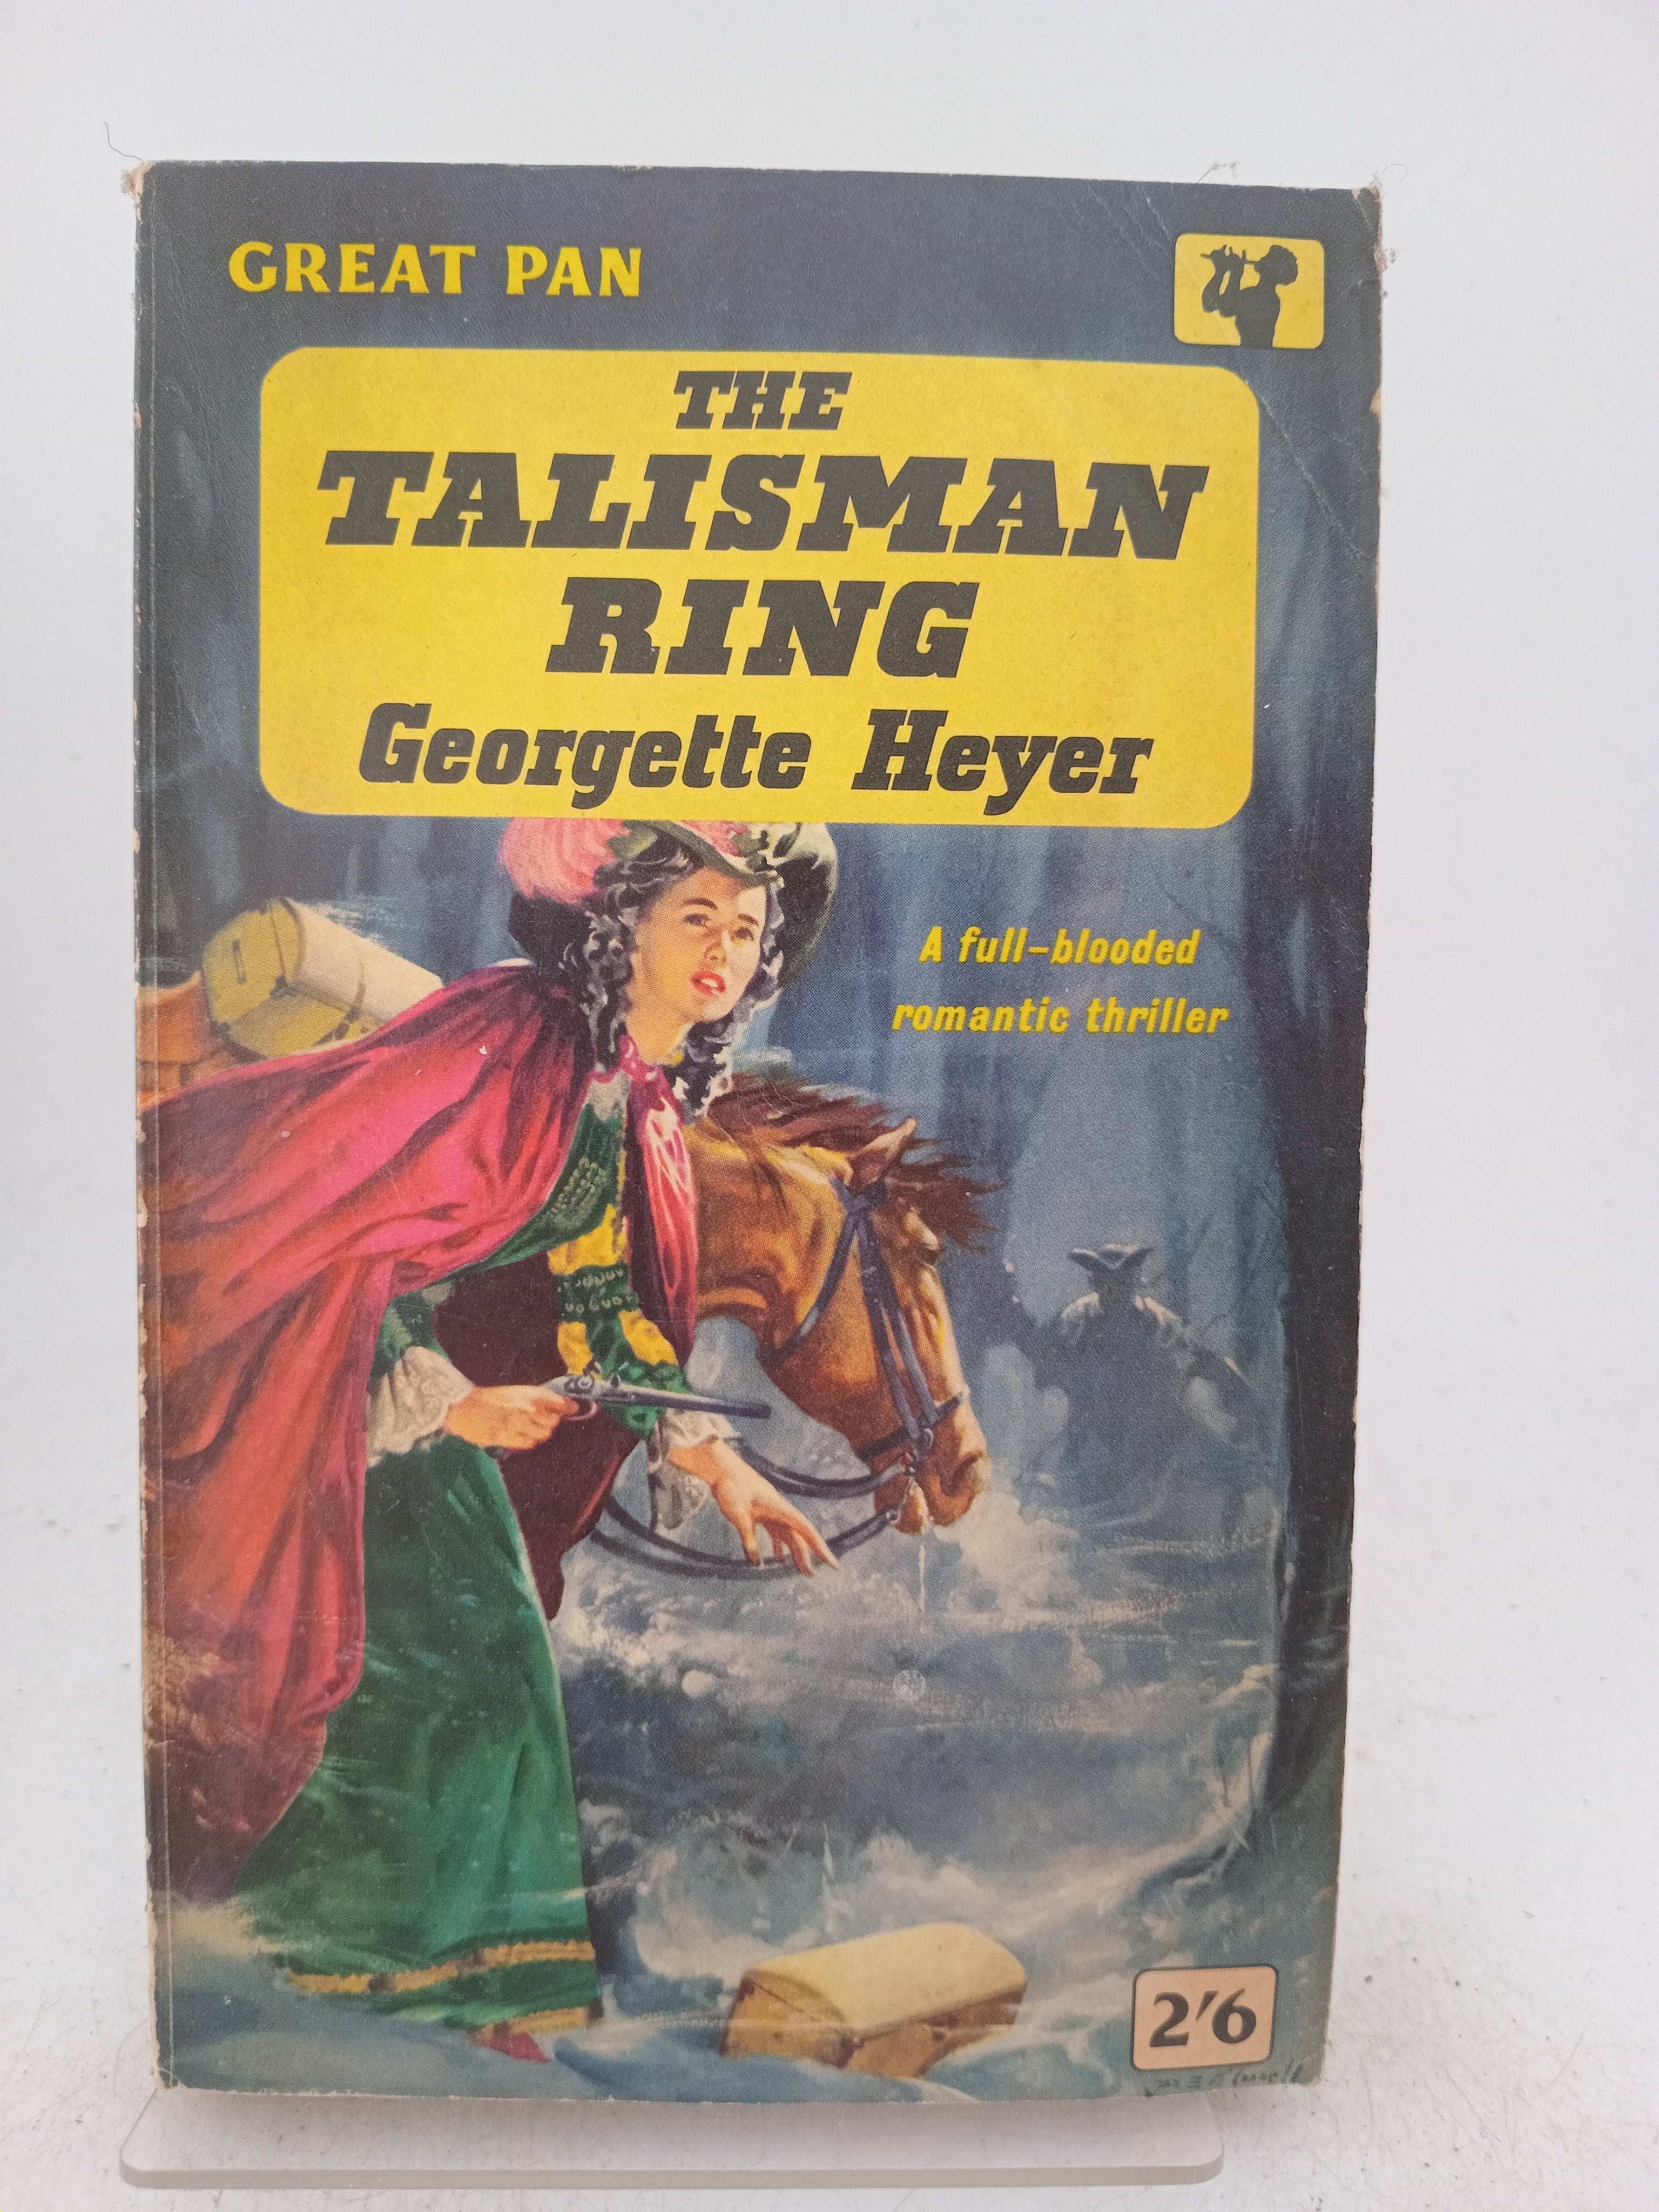 GREAT PAN
THE
TALISMAN
RING
Georgette Heyer
A full-blooded
romantic thriller
2'6